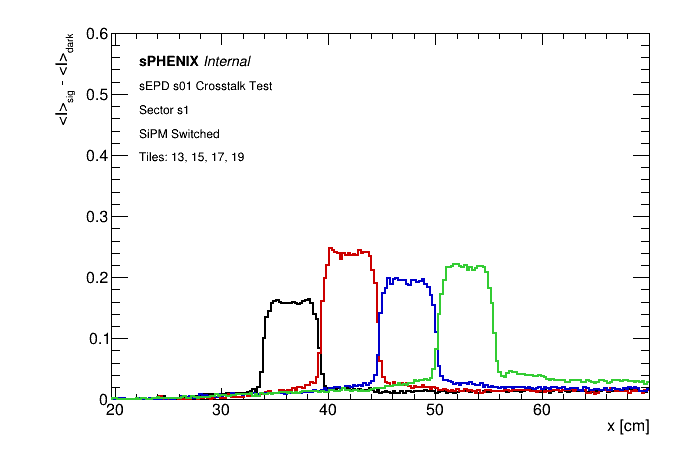 0.6
0.5
0.4
0.3
0.2
0.1
0
<I>sig - <I>dark
sPHENIX Internal
sEPD s01 Crosstalk Test
Sector s1
SiPM Switched
Tiles: 13, 15, 17, 19
20 30 40 50 60
x [cm]